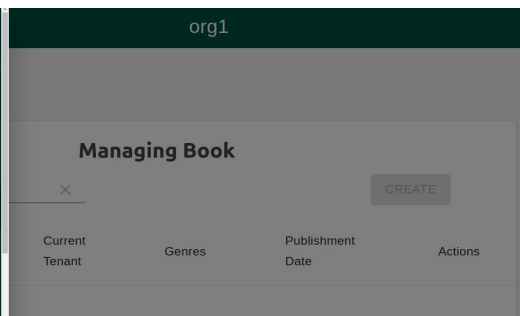 org1
Managing Book
CREATE
Current
Tenant
Genres
Publishment
Date
Actions